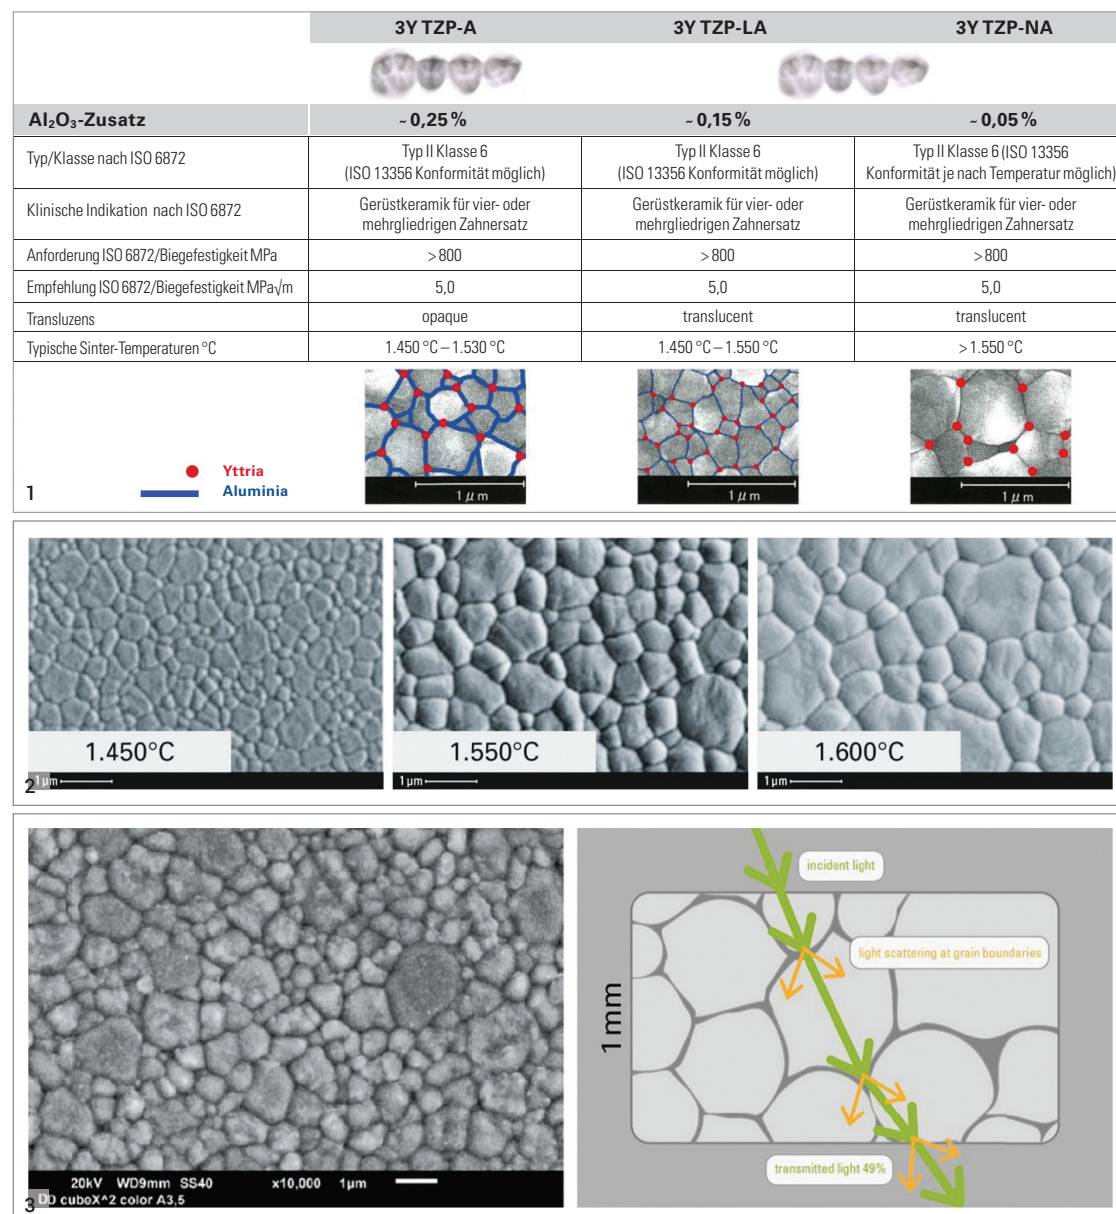 3Y TZP-A 3Y TZP-LA 3Y TZP-NA
Al₂O₃-Zusatz ~ 0,25 % ~ 0,15 % ~ 0,05 %
Typ/Klasse nach ISO 6872
Typ II Klasse 6
(ISO 13356 Konformität möglich)
Typ II Klasse 6
(ISO 13356 Konformität möglich)
Typ II Klasse 6 (ISO 13356
Konformität je nach Temperatur möglich)
Klinische Indikation nach ISO 6872
Gerüstkeramik für vier- oder
mehrgliedrigen Zahnersatz
Gerüstkeramik für vier- oder
mehrgliedrigen Zahnersatz
Gerüstkeramik für vier- oder
mehrgliedrigen Zahnersatz
Anforderung ISO 6872/Biegefestigkeit MPa > 800 > 800 > 800
Empfehlung ISO 6872/Biegefestigkeit MPa√m 5,0 5,0 5,0
Transluzens opaque translucent translucent
Typische Sinter-Temperaturen °C 1.450 °C – 1.530 °C 1.450 °C – 1.550 °C > 1.550 °C
Yttria
Aluminia
1 μm 1 μm 1 μm
1
1.450°C 1.550°C 1.600°C
1 µm 1 µm 1 µm
2
incident light
light scattering at grain boundaries
1 mm
transmitted light 49%
20kV WD9mm SS40 x10,000 1µm
DD cubeX^2 color A3,5
3